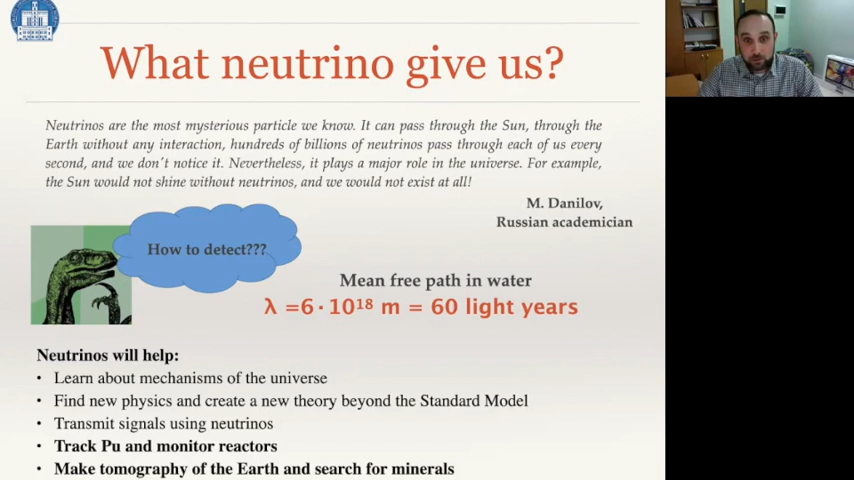 What neutrino give us?
Neutrinos are the most mysterious particle we know. It can pass through the Sun, through the
Earth without any interaction, hundreds of billions of neutrinos pass through each of us every
second, and we don't notice it. Nevertheless, it plays a major role in the universe. For example,
the Sun would not shine without neutrinos, and we would not exist at all!
M. Danilov,
Russian academician
How to detect???
Mean free path in water
λ =6·10¹⁸ m = 60 light years
Neutrinos will help:
• Learn about mechanisms of the universe
• Find new physics and create a new theory beyond the Standard Model
• Transmit signals using neutrinos
• Track Pu and monitor reactors
• Make tomography of the Earth and search for minerals